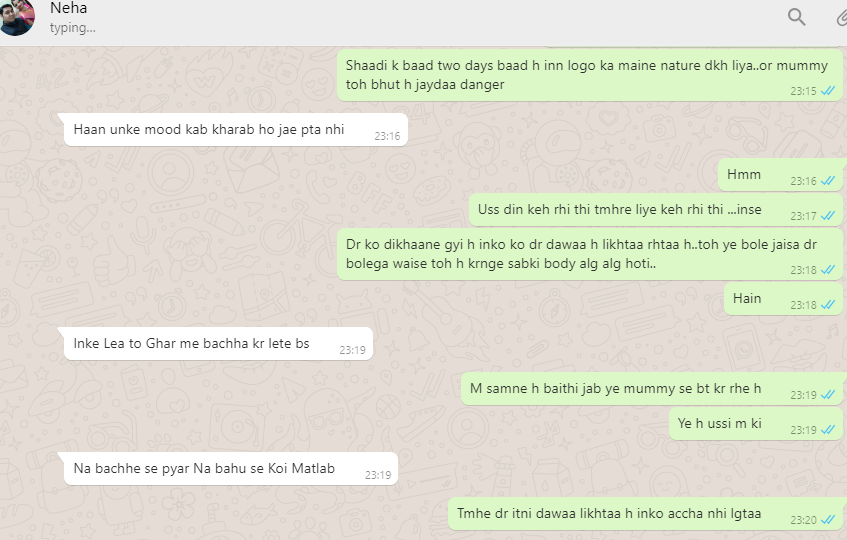 Neha
typing...
Shaadi k baad two days baad h inn logo ka maine nature dkh liya..or mummy
toh bhut h jaydaa danger
23:15
Haan unke mood kab kharab ho jae pta nhi
23:16
Hmm
23:16
Uss din keh rhi thi tmhre liye keh rhi thi ...inse
23:17
Dr ko dikhaane gyi h inko ko dr dawaa h likhtaa rhtaa h..toh ye bole jaisa dr
bolega waise toh h krnge sabki body alg alg hoti..
23:18
Hain
23:18
Inke Lea to Ghar me bachha kr lete bs
23:19
M samne h baithi jab ye mummy se bt kr rhe h
23:19
Ye h ussi m ki
23:19
Na bachhe se pyar Na bahu se Koi Matlab
23:19
Tmhe dr itni dawaa likhtaa h inko accha nhi lgtaa
23:20